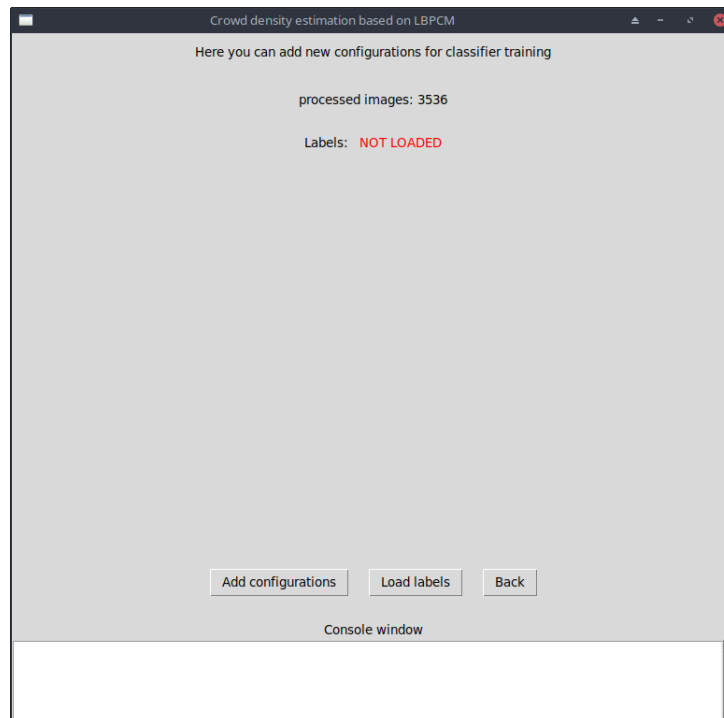 Crowd density estimation based on LBPCM
Here you can add new configurations for classifier training
processed images: 3536
Labels: NOT LOADED
Add configurations Load labels Back
Console window